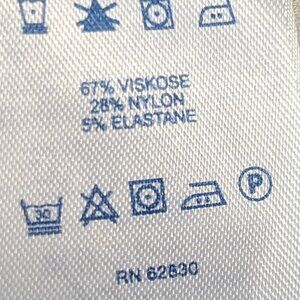 67% VISKOSE
28% NYLON
5% ELASTANE
30
P
RN 62830